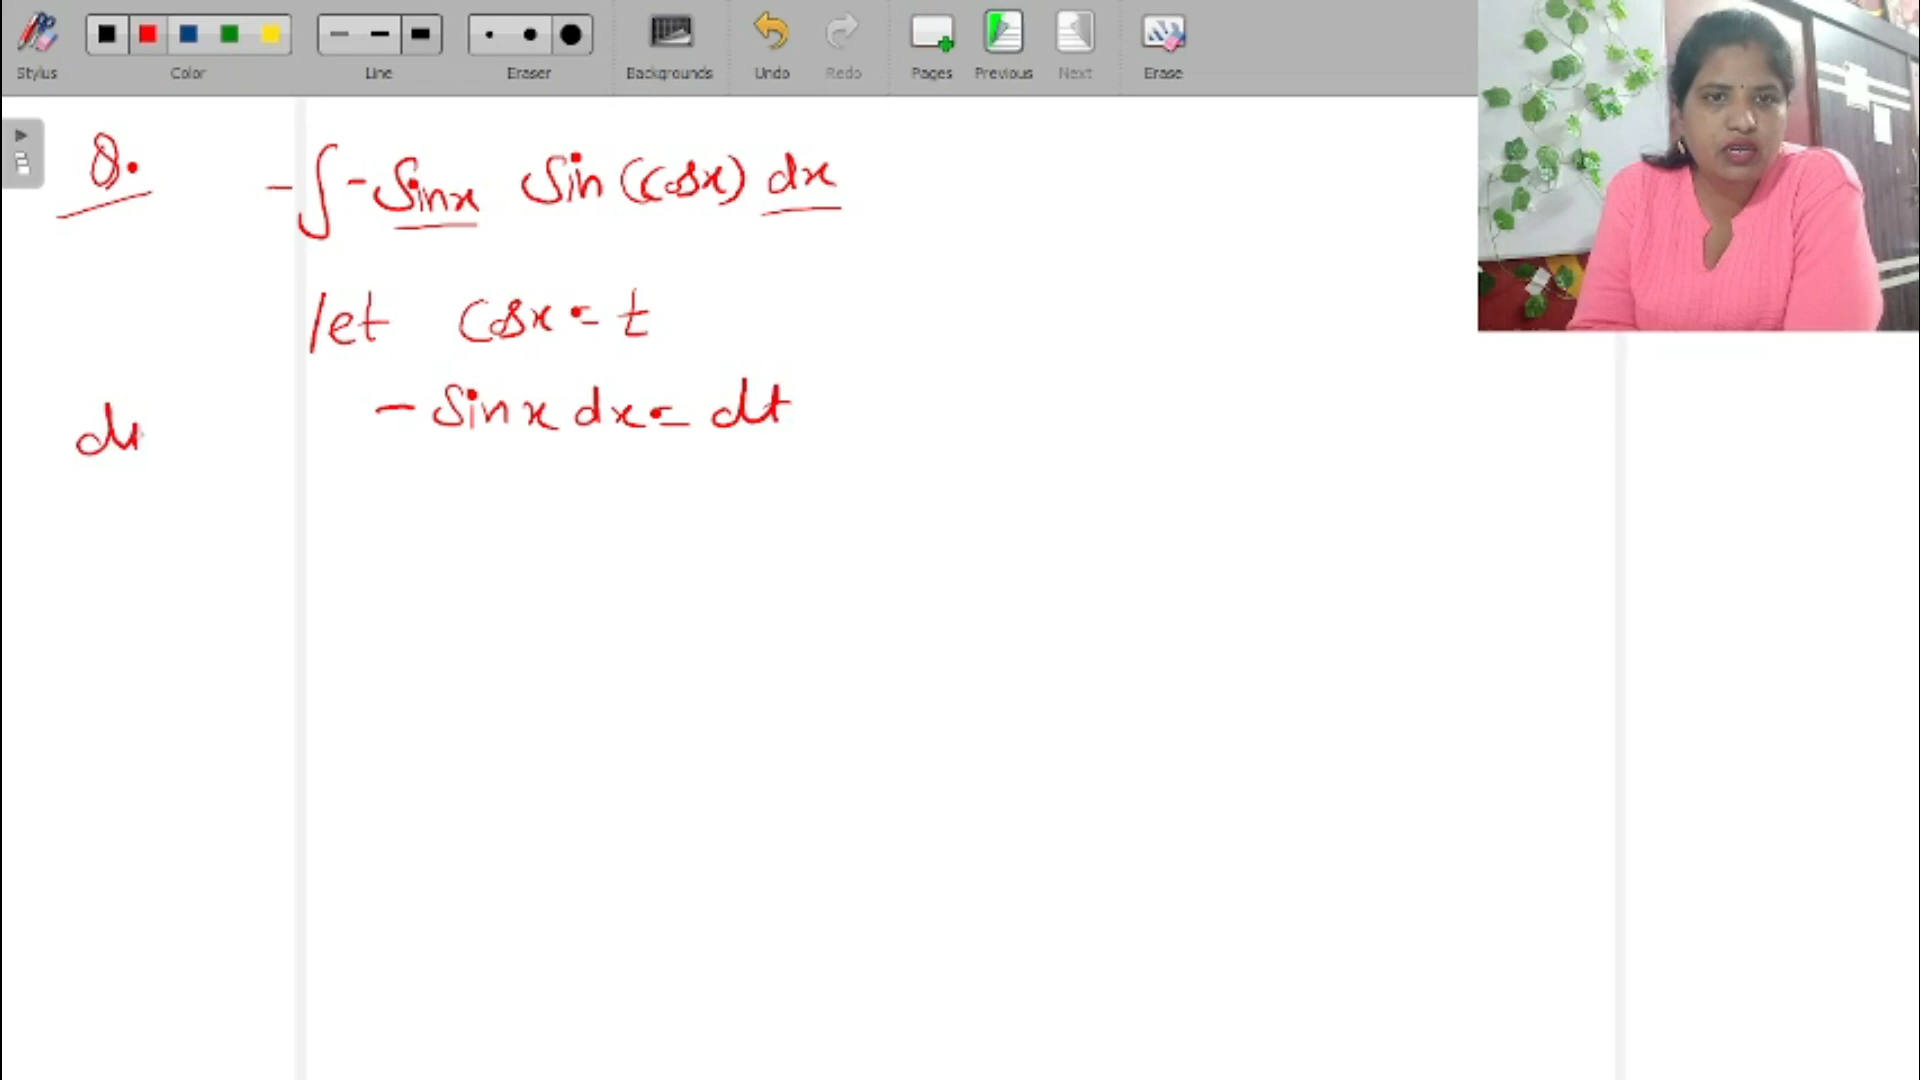 Stylus Color Line Eraser Backgrounds Undo Redo Pages Previous Next Erase
Q. -∫ -Sinx Sin (cosx) dx
let cosx = t
- Sinx dx = dt